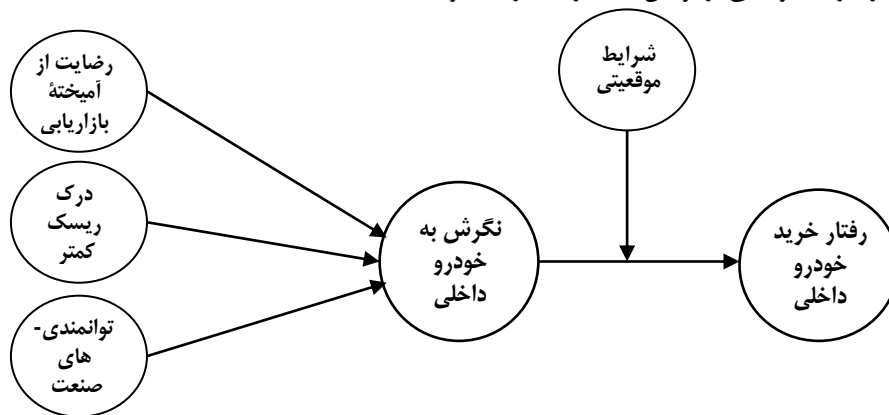 شرایط
موقعیتی
رضایت از
آمیختۀ
بازاریابی
درک
ریسک
کمتر
توانمندی-
های
صنعت
نگرش به
خودرو
داخلی
رفتار خرید
خودرو
داخلی